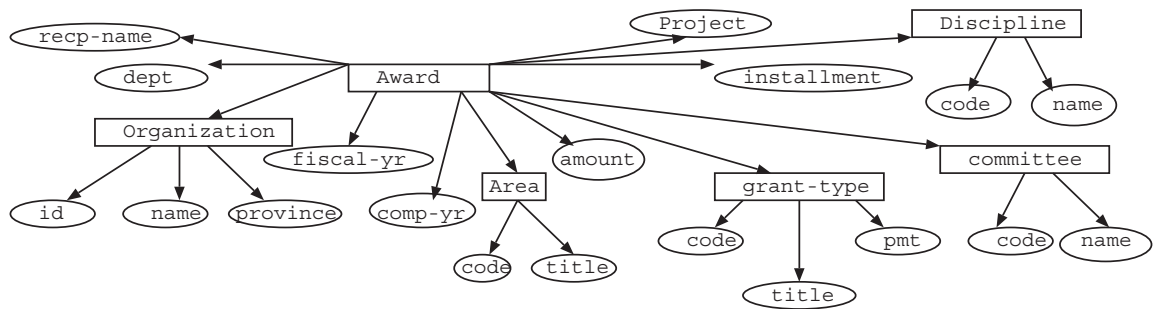 Project
Discipline
recp-name
dept
Award
installment
code
name
Organization
fiscal-yr
amount
committee
Area
grant-type
id
name
province
comp-yr
code
pmt
code
name
code
title
title